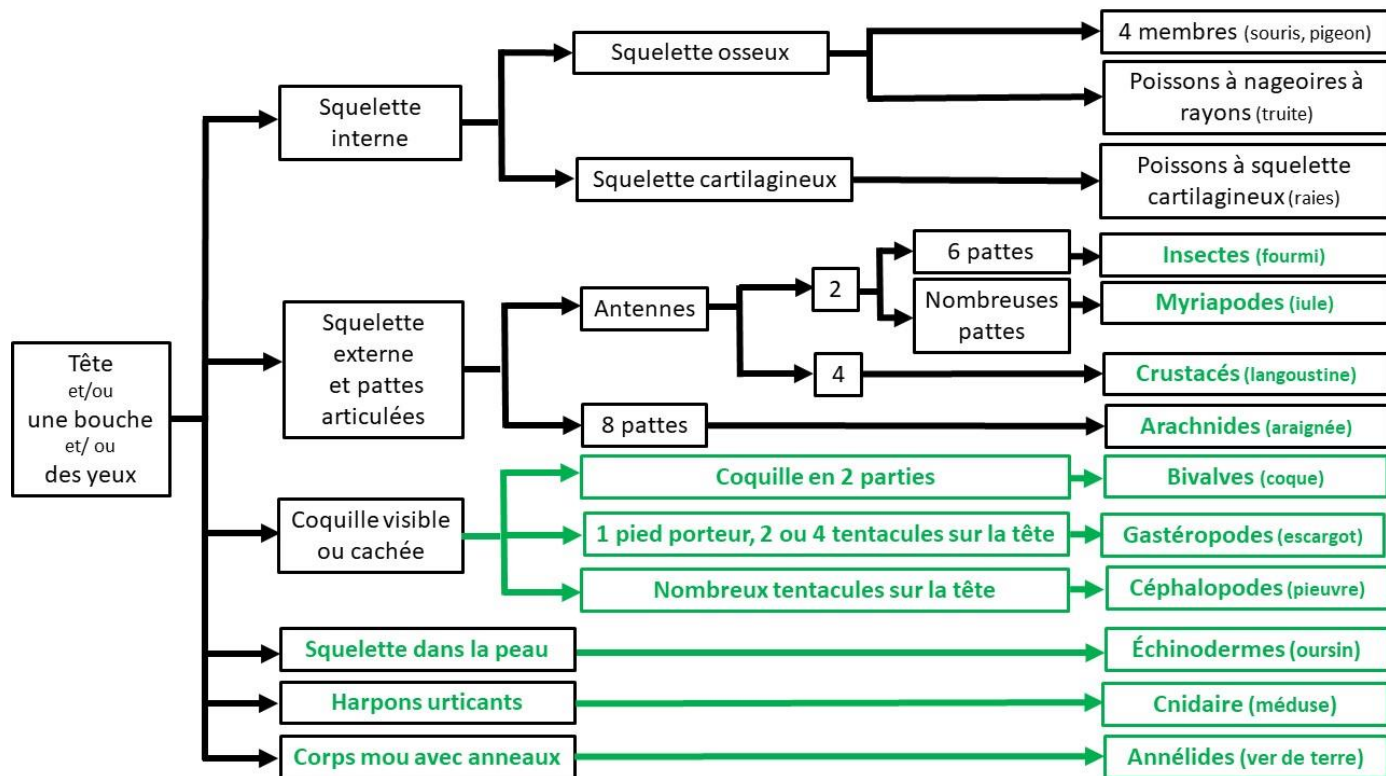 Tête
et/ou
une bouche
et/ ou
des yeux
Squelette
interne
Squelette osseux
4 membres (souris, pigeon)
Poissons à nageoires à
rayons (truite)
Squelette cartilagineux
Poissons à squelette
cartilagineux (raies)
Squelette
externe
et pattes
articulées
Antennes
2
6 pattes
Insectes (fourmi)
Nombreuses
pattes
Myriapodes (iule)
4
Crustacés (langoustine)
8 pattes
Arachnides (araignée)
Coquille visible
ou cachée
Coquille en 2 parties
Bivalves (coque)
1 pied porteur, 2 ou 4 tentacules sur la tête
Gastéropodes (escargot)
Nombreux tentacules sur la tête
Céphalopodes (pieuvre)
Squelette dans la peau
Échinodermes (oursin)
Harpons urticants
Cnidaire (méduse)
Corps mou avec anneaux
Annélides (ver de terre)